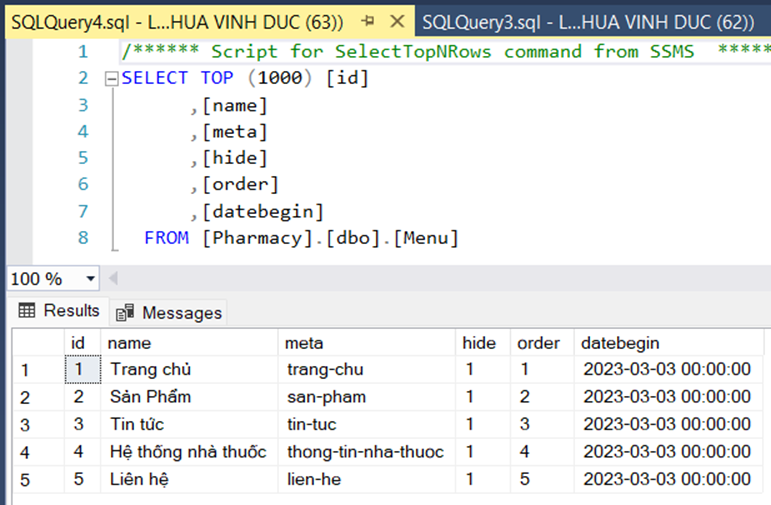 SQLQuery4.sql - L...HUA VINH DUC (63)) SQLQuery3.sql - L...HUA VINH DUC (62))
1 /****** Script for SelectTopNRows command from SSMS *****
2 SELECT TOP (1000) [id]
3 ,[name]
4 ,[meta]
5 ,[hide]
6 ,[order]
7 ,[datebegin]
8 FROM [Pharmacy].[dbo].[Menu]
100 %
Results Messages
id name meta hide order datebegin
1 1 Trang chủ trang-chu 1 1 2023-03-03 00:00:00
2 2 Sản Phẩm san-pham 1 2 2023-03-03 00:00:00
3 3 Tin tức tin-tuc 1 3 2023-03-03 00:00:00
4 4 Hệ thống nhà thuốc thong-tin-nha-thuoc 1 4 2023-03-03 00:00:00
5 5 Liên hệ lien-he 1 5 2023-03-03 00:00:00